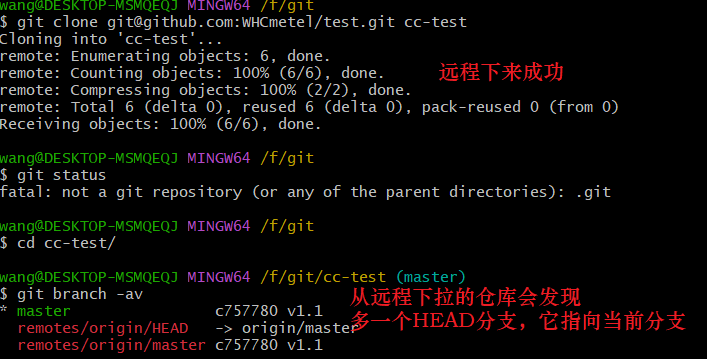 wang@DESKTOP-MSMQEQJ MINGW64 /f/git
$ git clone git@github.com:WHCmetel/test.git cc-test
Cloning into 'cc-test'...
remote: Enumerating objects: 6, done.
remote: Counting objects: 100% (6/6), done.
remote: Compressing objects: 100% (2/2), done.
远程下来成功
remote: Total 6 (delta 0), reused 6 (delta 0), pack-reused 0 (from 0)
Receiving objects: 100% (6/6), done.
wang@DESKTOP-MSMQEQJ MINGW64 /f/git
$ git status
fatal: not a git repository (or any of the parent directories): .git
wang@DESKTOP-MSMQEQJ MINGW64 /f/git
$ cd cc-test/
wang@DESKTOP-MSMQEQJ MINGW64 /f/git/cc-test (master)
$ git branch -av
从远程下拉的仓库会发现
多一个HEAD分支，它指向当前分支
* master c757780 v1.1
remotes/origin/HEAD -> origin/master
remotes/origin/master c757780 v1.1